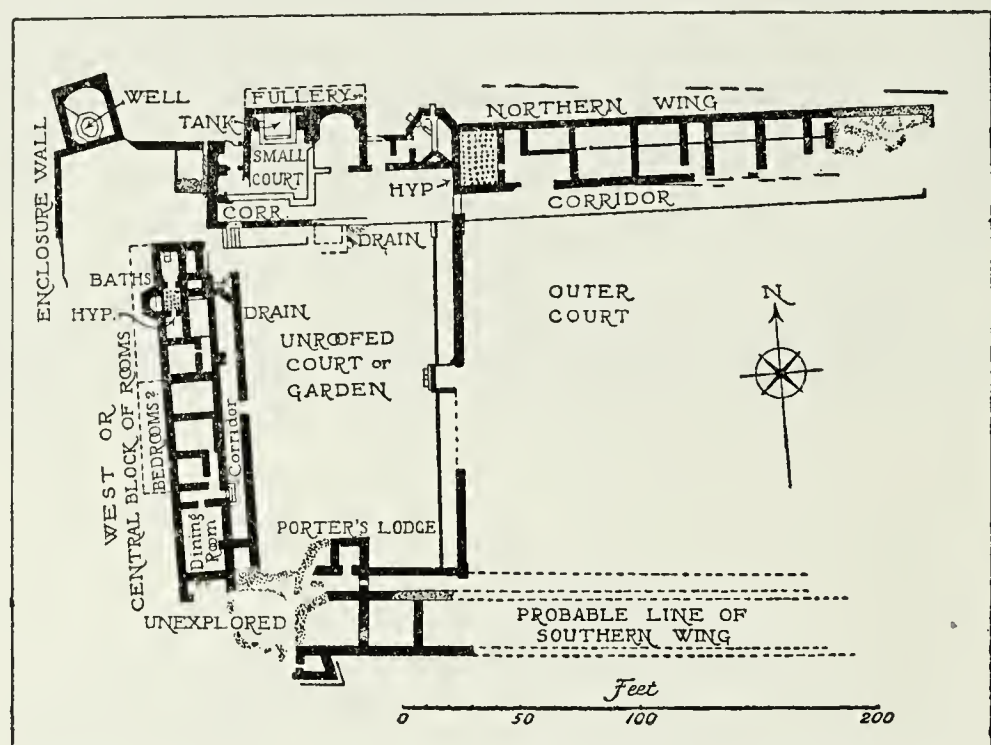 WELL
FULLERY
TANK
SMALL
COURT
NORTHERN WING
HYP
CORRIDOR
CORR.
DRAIN
ENCLOSURE WALL
BATHS
HYP.
DRAIN
UNROOFED
COURT or
GARDEN
OUTER
COURT
N
WEST OR
CENTRAL BLOCK OF ROOMS
BEDROOMS?
Corridor
Dining
Room
PORTER'S LODGE
UNEXPLORED
PROBABLE LINE OF
SOUTHERN WING
Feet
0 50 100 200